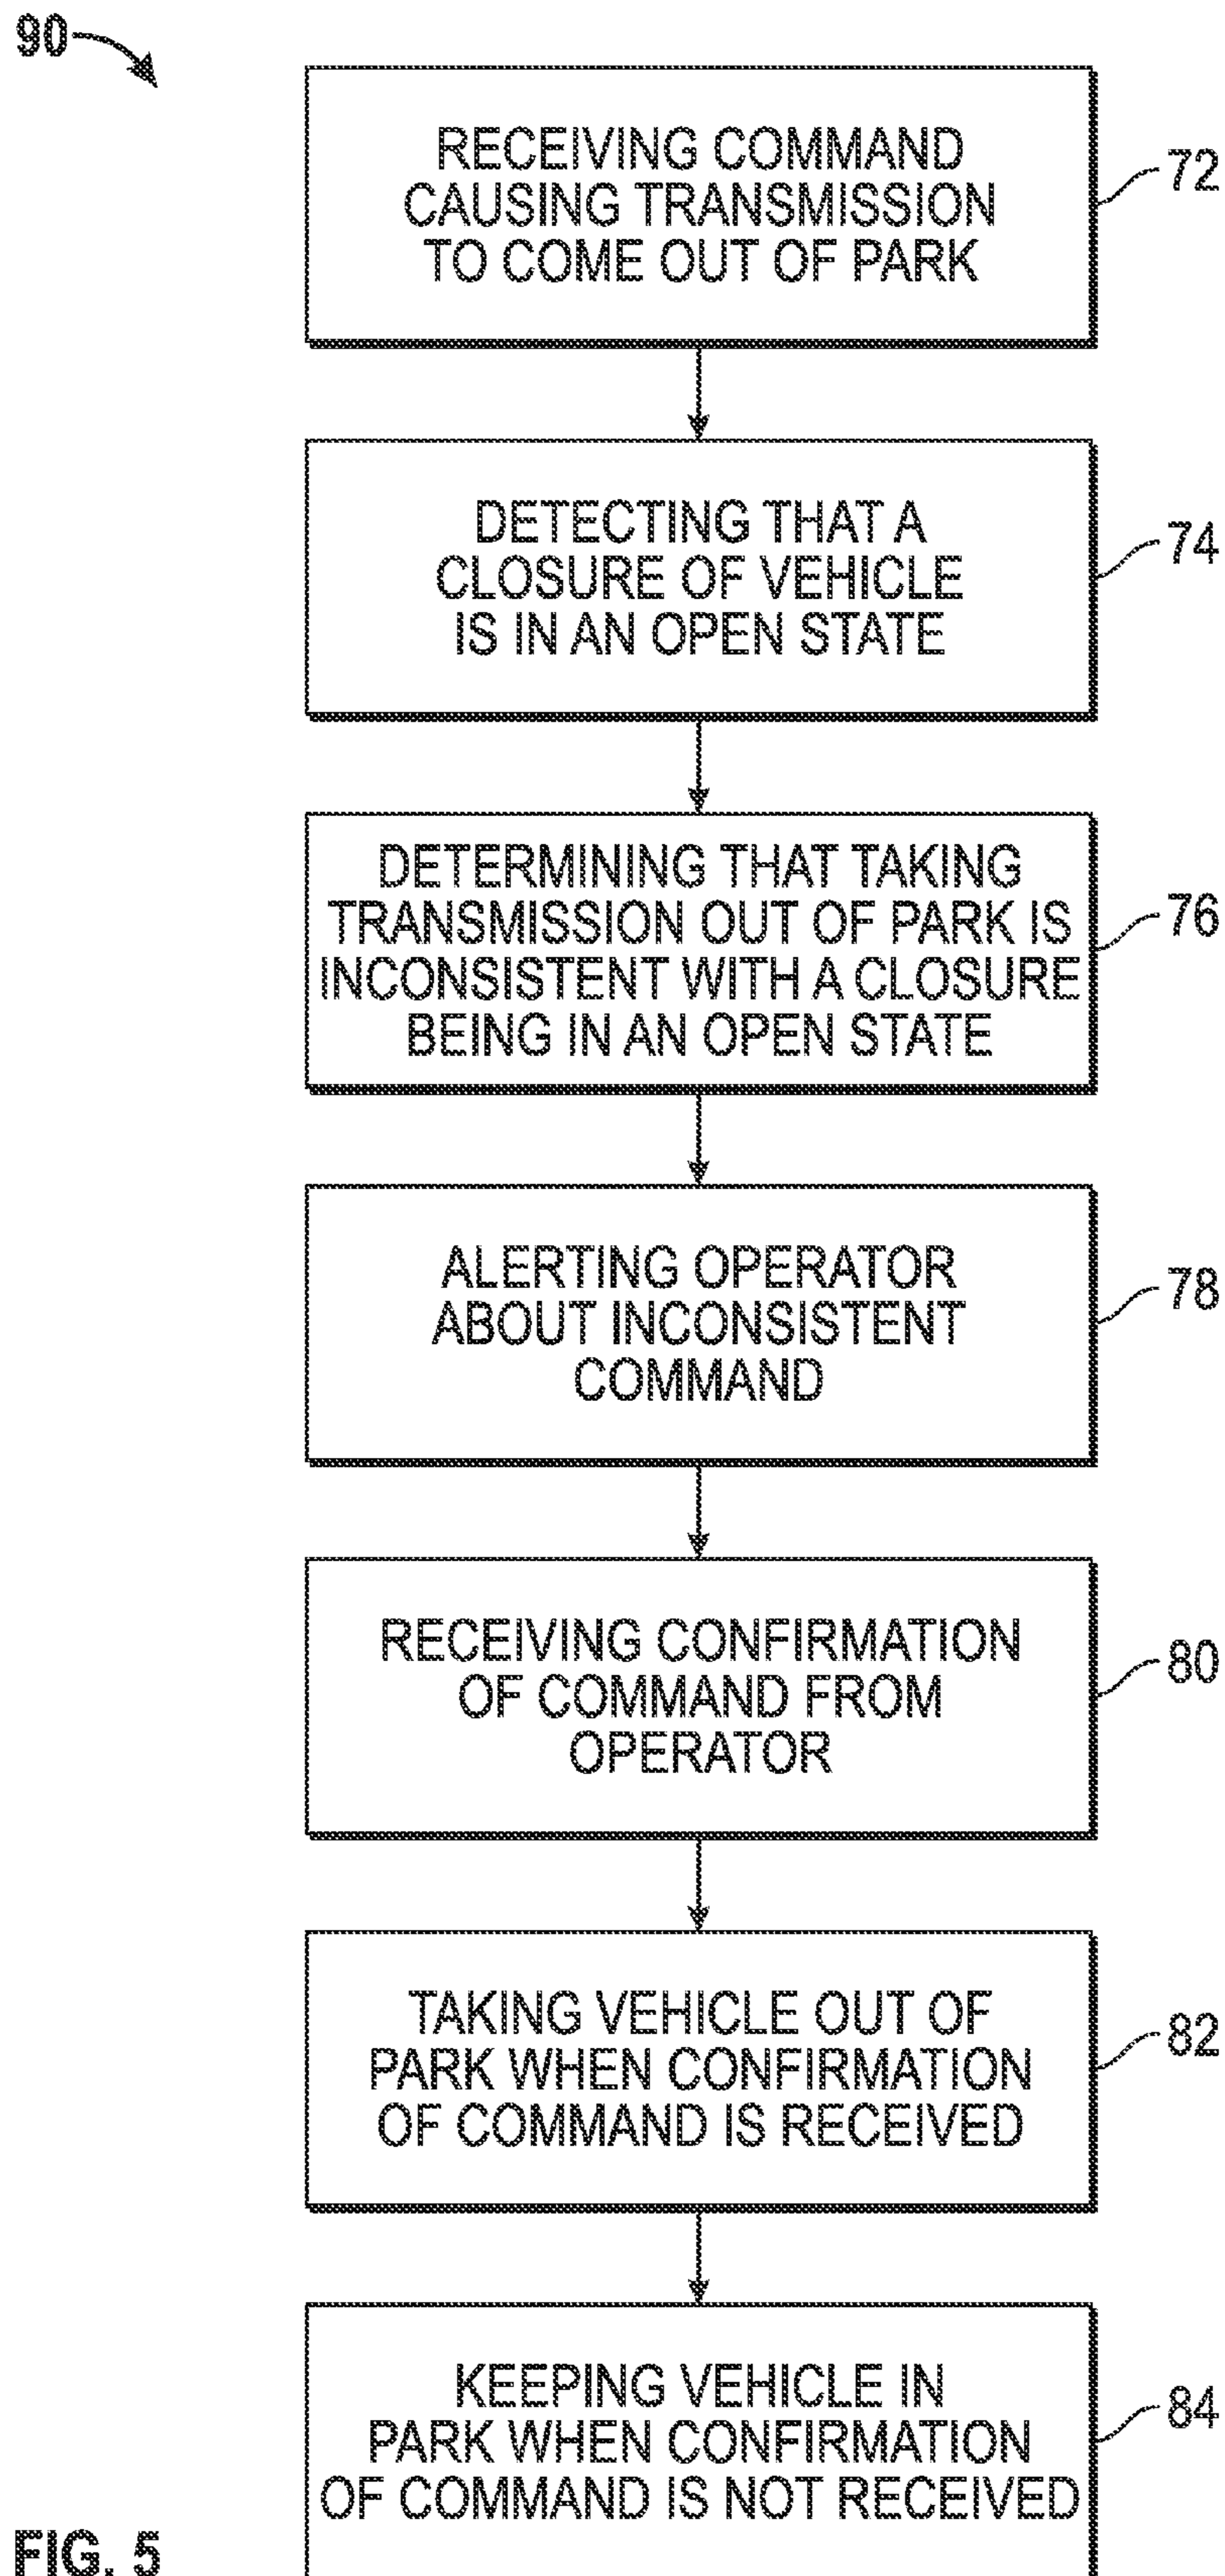 90
RECEIVING COMMAND
CAUSING TRANSMISSION
TO COME OUT OF PARK
72
DETECTING THAT A
CLOSURE OF VEHICLE
IS IN AN OPEN STATE
74
DETERMINING THAT TAKING
TRANSMISSION OUT OF PARK IS
INCONSISTENT WITH A CLOSURE
BEING IN AN OPEN STATE
76
ALERTING OPERATOR
ABOUT INCONSISTENT
COMMAND
78
RECEIVING CONFIRMATION
OF COMMAND FROM
OPERATOR
80
TAKING VEHICLE OUT OF
PARK WHEN CONFIRMATION
OF COMMAND IS RECEIVED
82
KEEPING VEHICLE IN
PARK WHEN CONFIRMATION
OF COMMAND IS NOT RECEIVED
84
FIG. 5